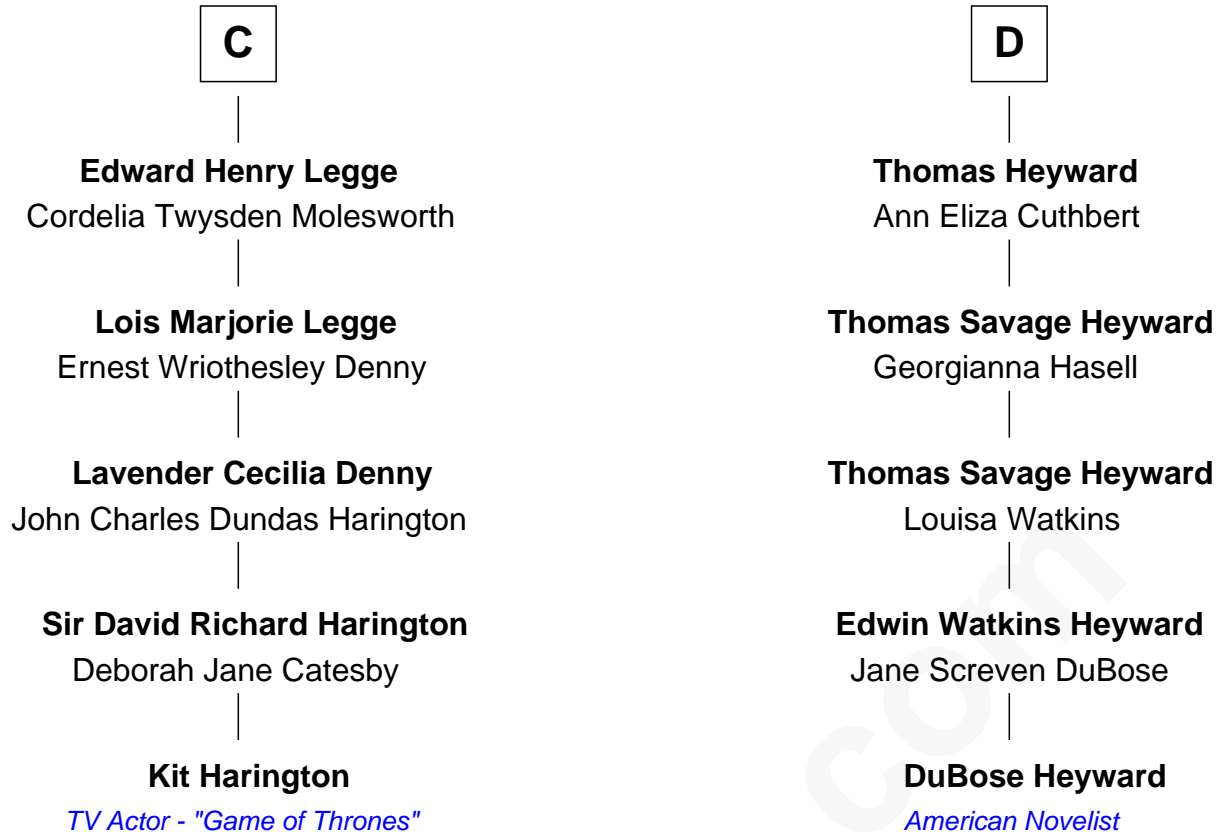 C
Edward Henry Legge
Cordelia Twysden Molesworth
Lois Marjorie Legge
Ernest Wriothesley Denny
Lavender Cecilia Denny
John Charles Dundas Harington
Sir David Richard Harington
Deborah Jane Catesby
Kit Harington
TV Actor - "Game of Thrones"
D
Thomas Heyward
Ann Eliza Cuthbert
Thomas Savage Heyward
Georgianna Hasell
Thomas Savage Heyward
Louisa Watkins
Edwin Watkins Heyward
Jane Screven DuBose
DuBose Heyward
American Novelist
com